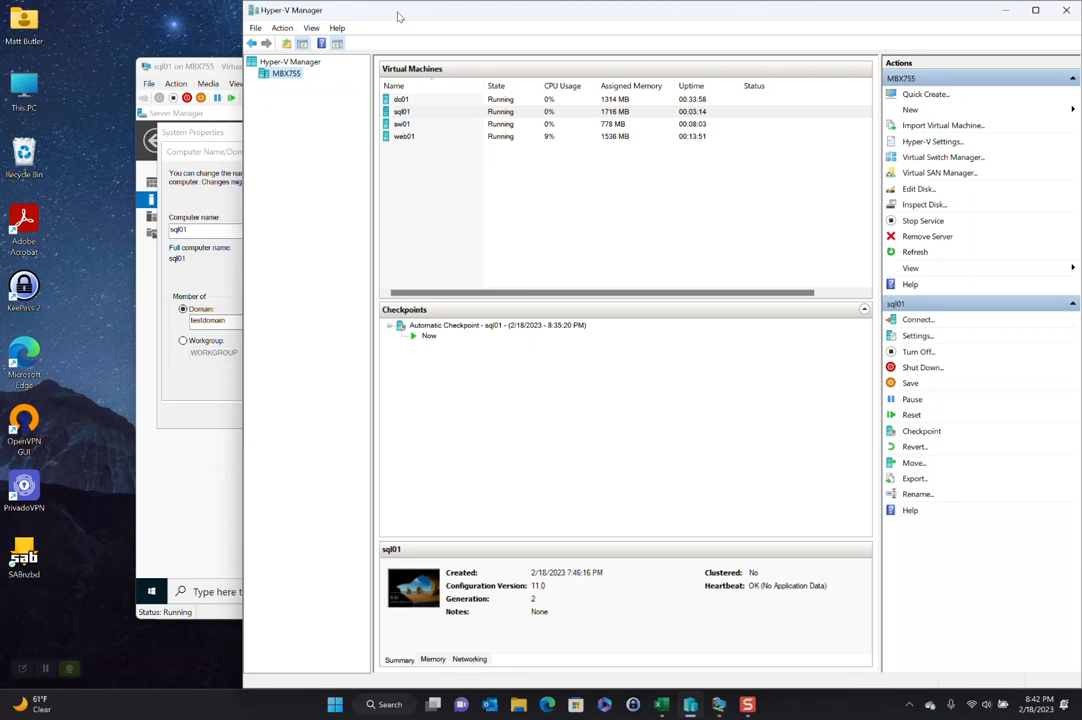 Matt Butler
This PC
Recycle Bin
Adobe
Acrobat
KeePass 2
Microsoft
Edge
OpenVPN
GUI
PrivadoVPN
SABnzbd
sql01 on MBX755 - Virtu
File Action Media Vie
Server Manager
System Properties
Computer Name/Dom
You can change the na
computer. Changes mig
Computer name:
sql01
Full computer name:
sql01
Member of
Domain:
testdomain
Workgroup:
WORKGROUP
Type here t
Status: Running
Hyper-V Manager
File Action View Help
Hyper-V Manager
MBX755
Virtual Machines
Name State CPU Usage Assigned Memory Uptime Status
dc01 Running 0% 1314 MB 00:33:58
sql01 Running 0% 1716 MB 00:03:14
sw01 Running 0% 778 MB 00:08:03
web01 Running 9% 1536 MB 00:13:51
Checkpoints
Automatic Checkpoint - sql01 - (2/18/2023 - 8:35:20 PM)
Now
sql01
Created: 2/18/2023 7:46:16 PM Clustered: No
Configuration Version: 11.0 Heartbeat: OK (No Application Data)
Generation: 2
Notes: None
Summary Memory Networking
Actions
MBX755
Quick Create...
New
Import Virtual Machine...
Hyper-V Settings...
Virtual Switch Manager...
Virtual SAN Manager...
Edit Disk...
Inspect Disk...
Stop Service
Remove Server
Refresh
View
Help
sql01
Connect...
Settings...
Turn Off...
Shut Down...
Save
Pause
Reset
Checkpoint
Revert...
Move...
Export...
Rename...
Help
61°F
Clear
Search
8:42 PM
2/18/2023